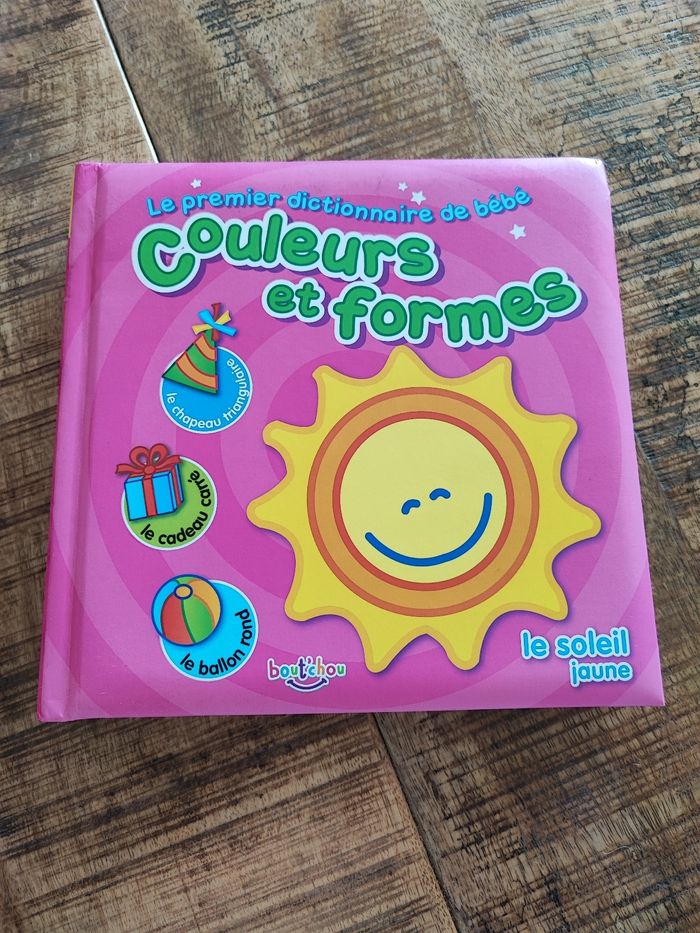 Le premier dictionnaire de bébé
Couleurs
et formes
le chapeau triangulaire
le cadeau carré
le ballon rond
bout'chou
le soleil
jaune